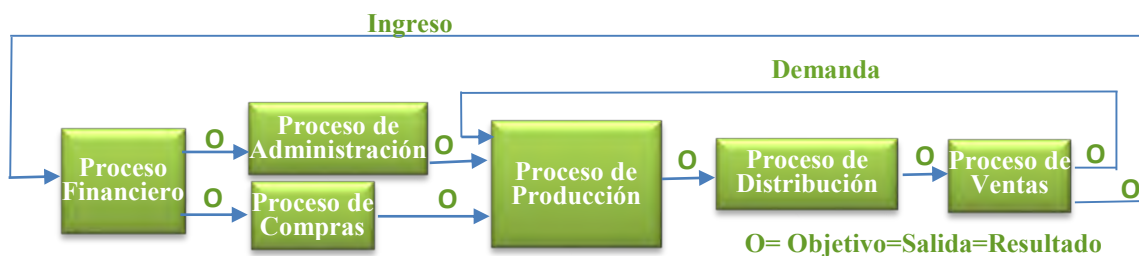 Ingreso
Demanda
O
Proceso de
Administración
O
Proceso
Financiero
O
Proceso de
Compras
O
Proceso de
Producción
O
Proceso de
Distribución
O
Proceso de
Ventas
O
O
O= Objetivo=Salida=Resultado